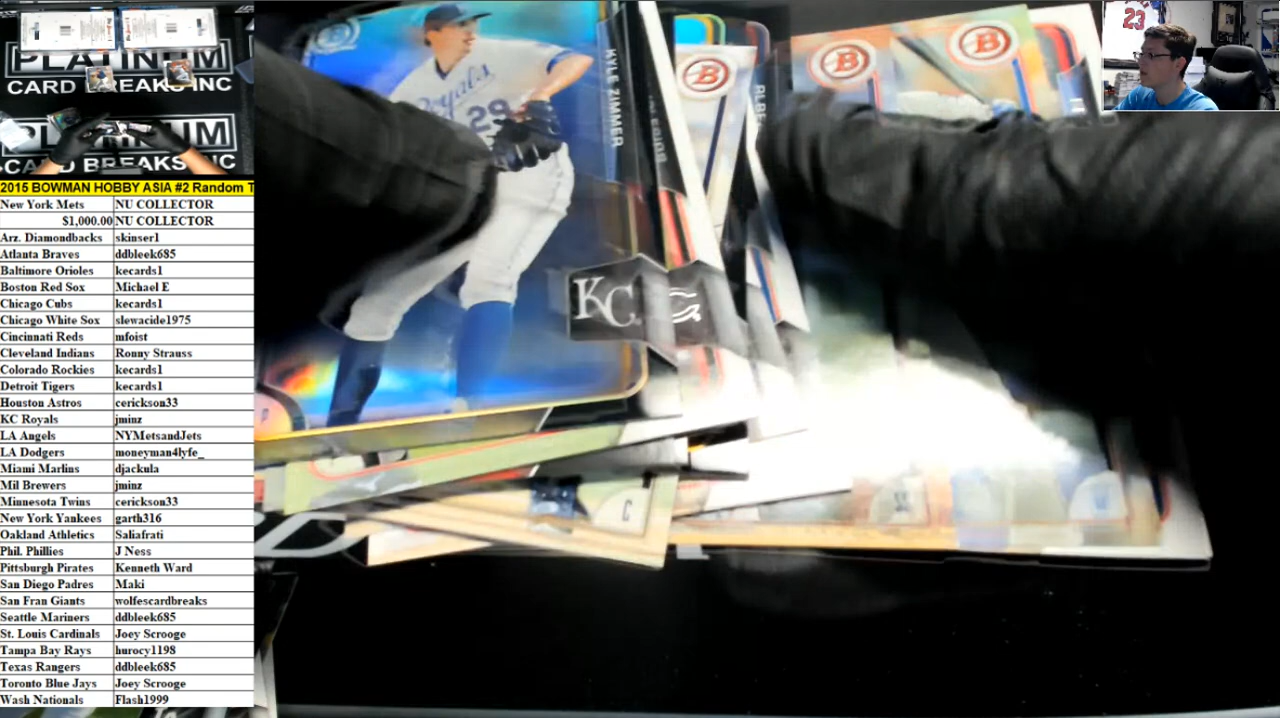 PLATINUM
CARD BREAKS INC
PLATINUM
CARD BREAKS INC
2015 BOWMAN HOBBY ASIA #2 Random T
New York Mets NU COLLECTOR
$1,000.00 NU COLLECTOR
Arz. Diamondbacks skinser1
Atlanta Braves ddbleek685
Baltimore Orioles kecards1
Boston Red Sox Michael E
Chicago Cubs kecards1
Chicago White Sox slewacide1975
Cincinnati Reds mfoist
Cleveland Indians Ronny Strauss
Colorado Rockies kecards1
Detroit Tigers kecards1
Houston Astros cerickson33
KC Royals jminz
LA Angels NYMetsandJets
LA Dodgers moneyman4lyfe_
Miami Marlins djackula
Mil Brewers jminz
Minnesota Twins cerickson33
New York Yankees garth316
Oakland Athletics Saliafrati
Phil. Phillies J Ness
Pittsburgh Pirates Kenneth Ward
San Diego Padres Maki
San Fran Giants wolfescardbreaks
Seattle Mariners ddbleek685
St. Louis Cardinals Joey Scrooge
Tampa Bay Rays hurocy1198
Texas Rangers ddbleek685
Toronto Blue Jays Joey Scrooge
Wash Nationals Flash1999
Royals
29
KYLE ZIMMER
KC
B
B
B
C
23